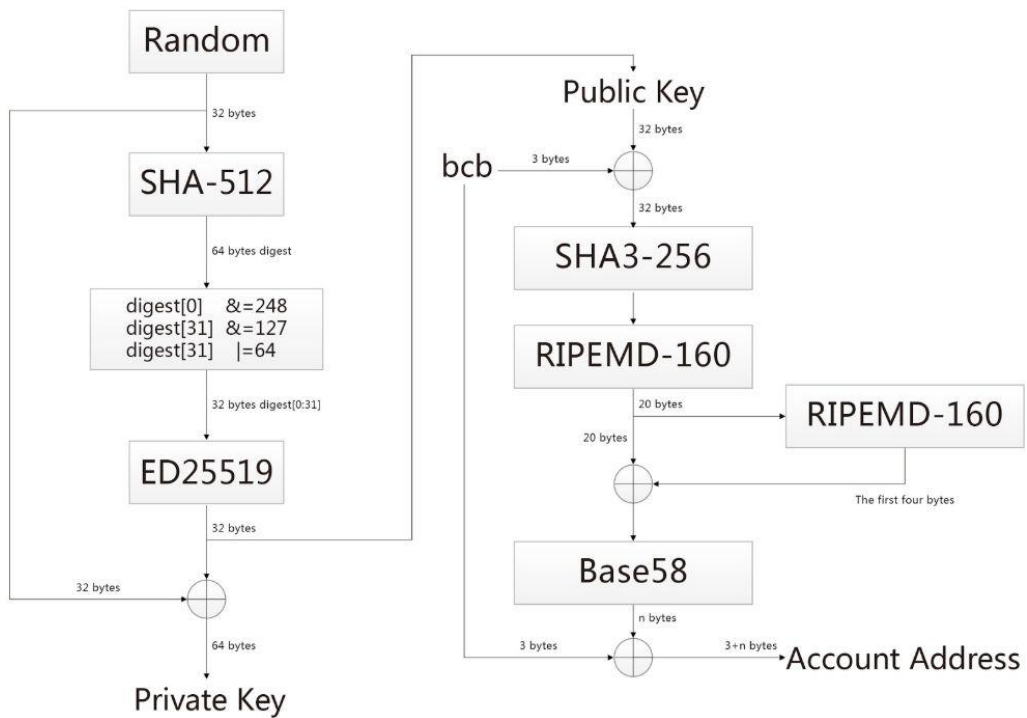 Random
32 bytes
SHA-512
64 bytes digest
digest[0] &=248
digest[31] &=127
digest[31] |=64
32 bytes digest[0:31]
ED25519
32 bytes
32 bytes
64 bytes
Private Key
Public Key
32 bytes
bcb
3 bytes
32 bytes
SHA3-256
RIPEMD-160
20 bytes
RIPEMD-160
20 bytes
The first four bytes
Base58
n bytes
3 bytes
3+n bytes
Account Address